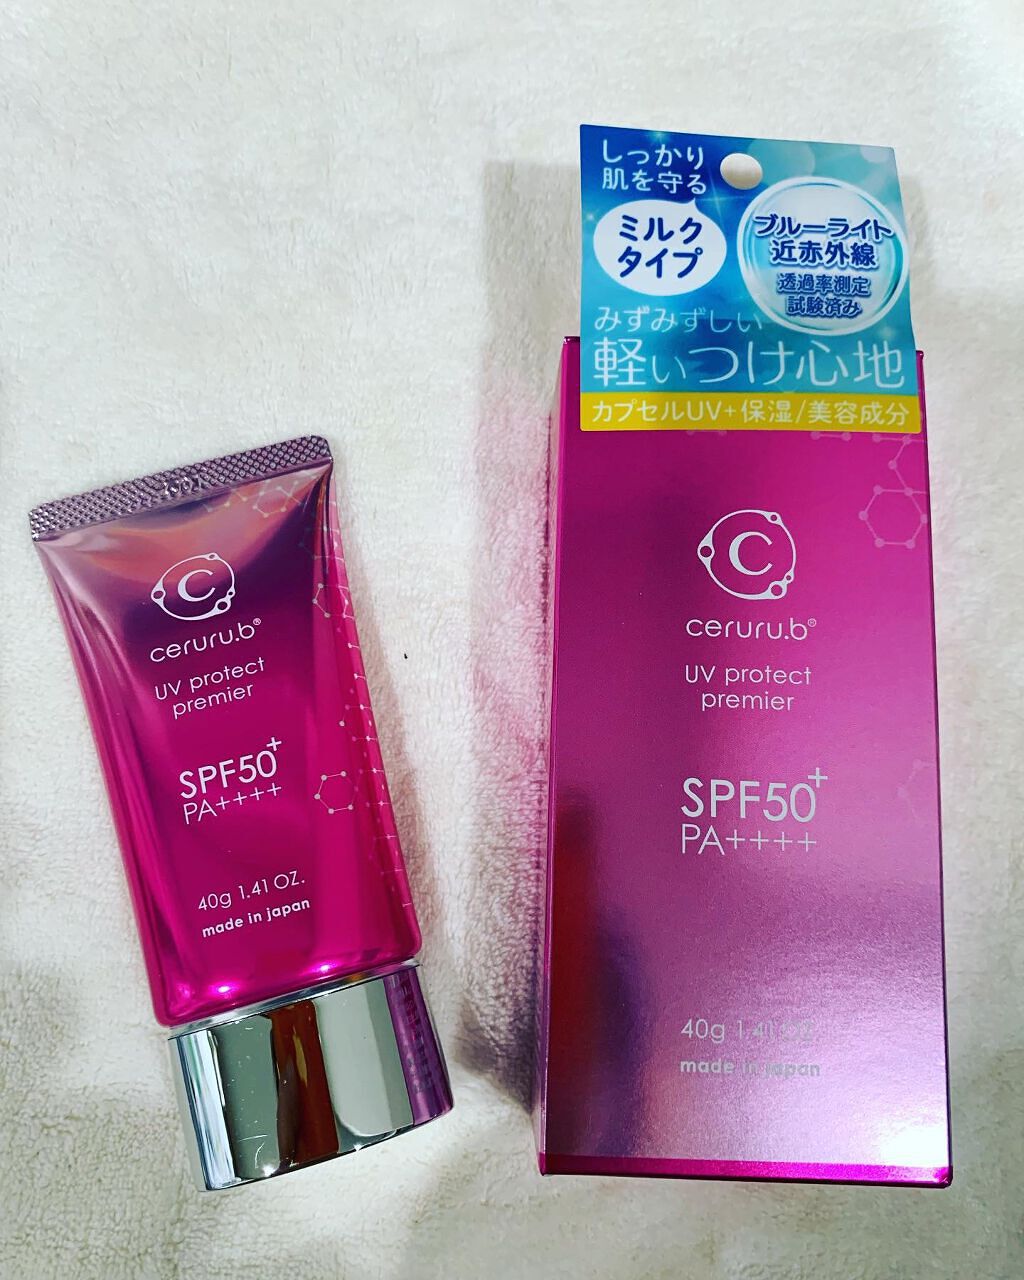 しっかり
肌を守る
ミルク
タイプ
ブルーライト
近赤外線
透過率測定
試験済み
みずみずしい
軽いつけ心地
カプセルUV+保湿/美容成分
C
ceruru.b®
UV protect
premier
SPF50+
PA++++
40g 1.41 OZ.
made in japan
C
ceruru.b®
UV protect
premier
SPF50+
PA++++
40g 1.41 OZ.
made in japan